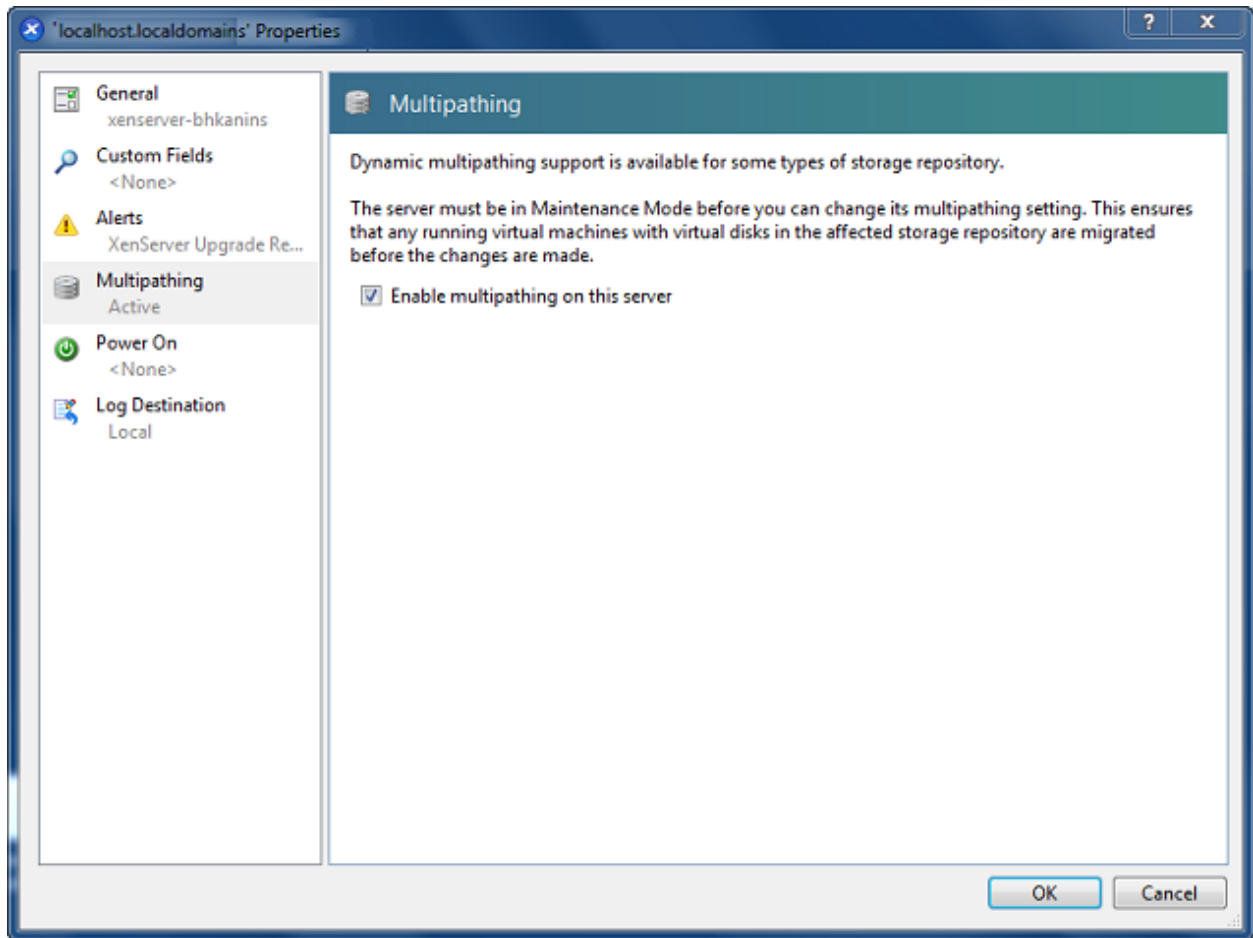 'localhost.localdomains' Properties
? X
General
xenserver-bhkanins
Custom Fields
<None>
Alerts
XenServer Upgrade Re...
Multipathing
Active
Power On
<None>
Log Destination
Local
Multipathing
Dynamic multipathing support is available for some types of storage repository.
The server must be in Maintenance Mode before you can change its multipathing setting. This ensures
that any running virtual machines with virtual disks in the affected storage repository are migrated
before the changes are made.
Enable multipathing on this server
OK Cancel